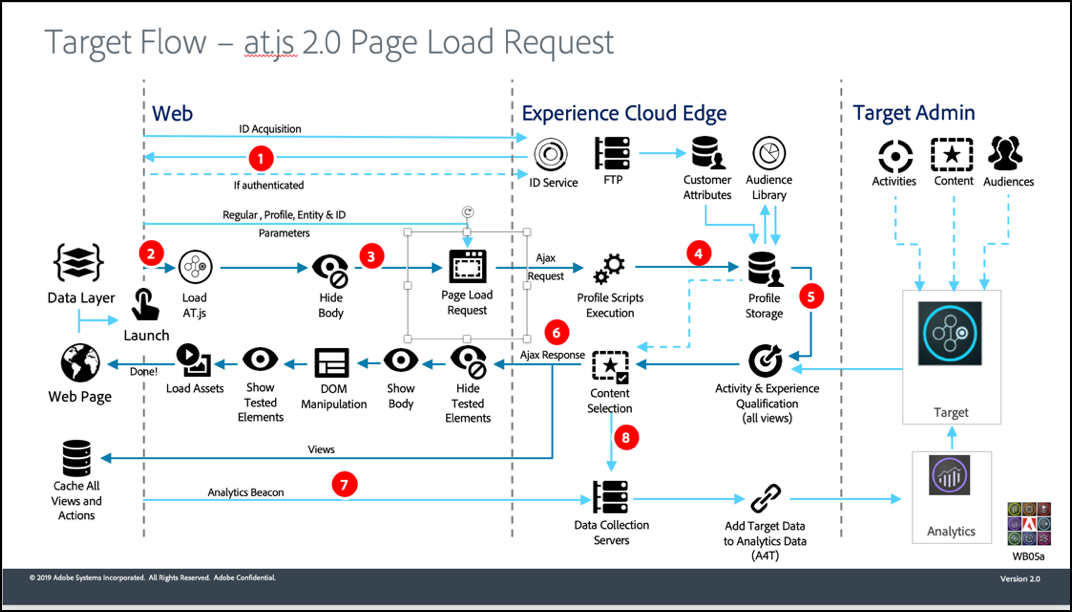 Target Flow – at.js 2.0 Page Load Request
Web
Experience Cloud Edge
Target Admin
ID Acquisition
1
If authenticated
ID Service
FTP
Customer
Attributes
Audience
Library
Activities
Content
Audiences
Regular , Profile, Entity & ID
Parameters
Data Layer
2
Load
AT.js
Launch
Hide
Body
3
Page Load
Request
Ajax
Request
Profile Scripts
Execution
4
Profile
Storage
5
6
Ajax Response
Web Page
Done!
Load Assets
Show
Tested
Elements
DOM
Manipulation
Show
Body
Hide
Tested
Elements
Content
Selection
Activity & Experience
Qualification
(all views)
Target
8
Views
Cache All
Views and
Actions
7
Analytics Beacon
Data Collection
Servers
Add Target Data
to Analytics Data
(A4T)
Analytics
WB05a
© 2019 Adobe Systems Incorporated. All Rights Reserved. Adobe Confidential.
Version 2.0